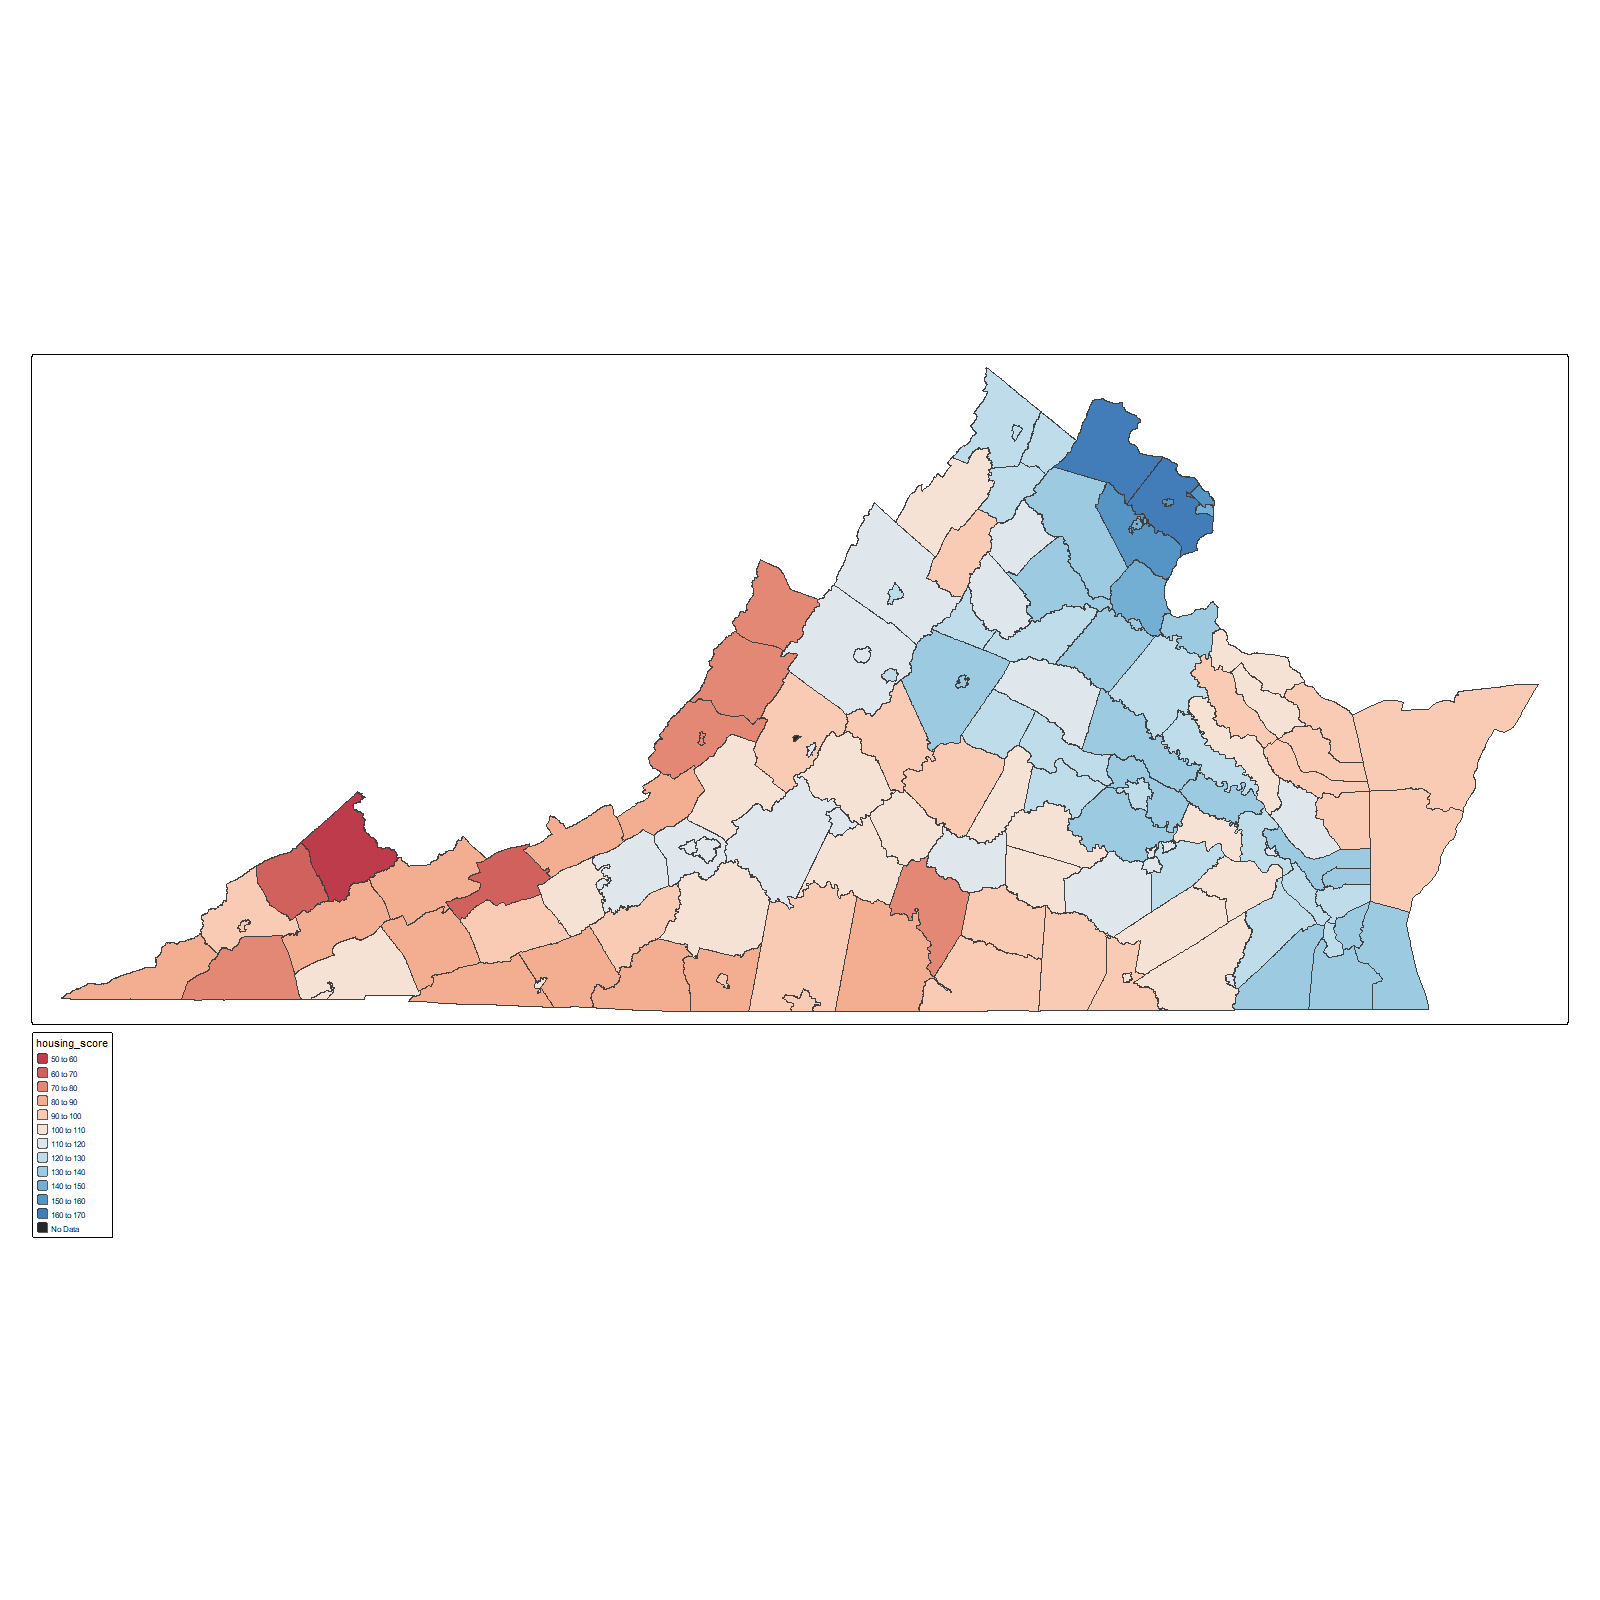 housing_score
50 to 60
60 to 70
70 to 80
80 to 90
90 to 100
100 to 110
110 to 120
120 to 130
130 to 140
140 to 150
150 to 160
160 to 170
No Data